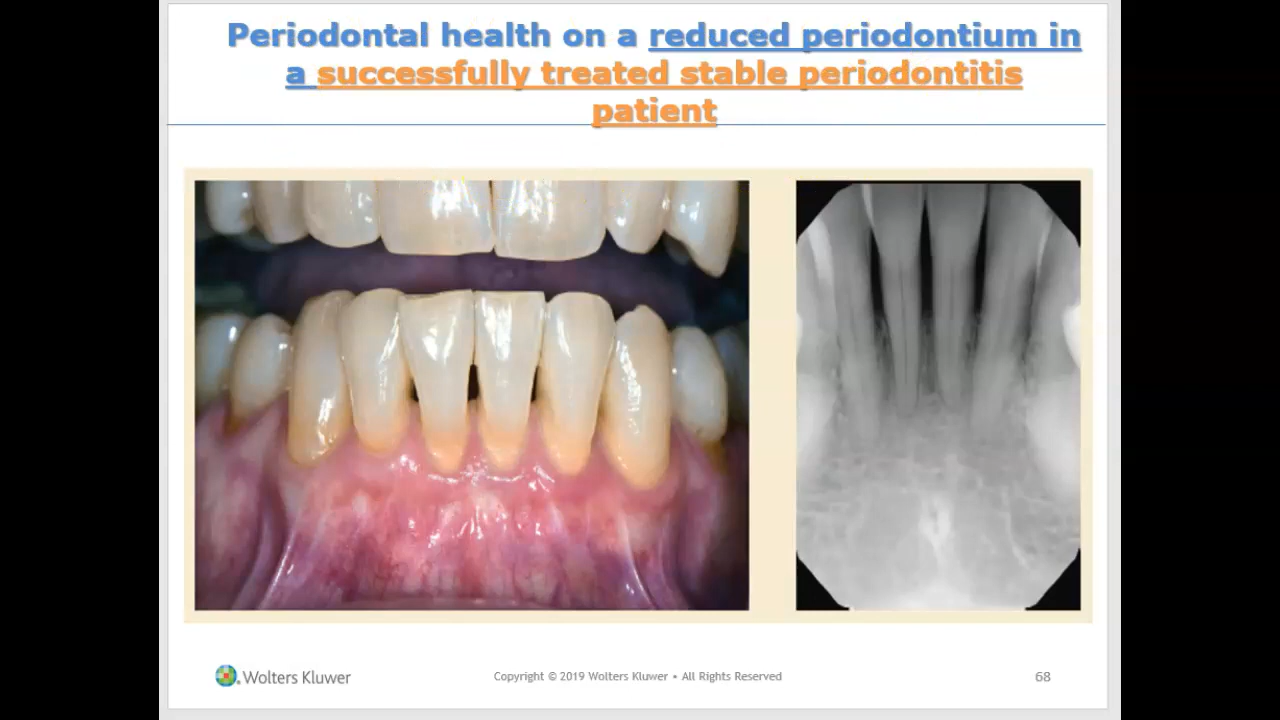 Periodontal health on a reduced periodontium in
a successfully treated stable periodontitis
patient
Wolters Kluwer
Copyright © 2019 Wolters Kluwer • All Rights Reserved
68